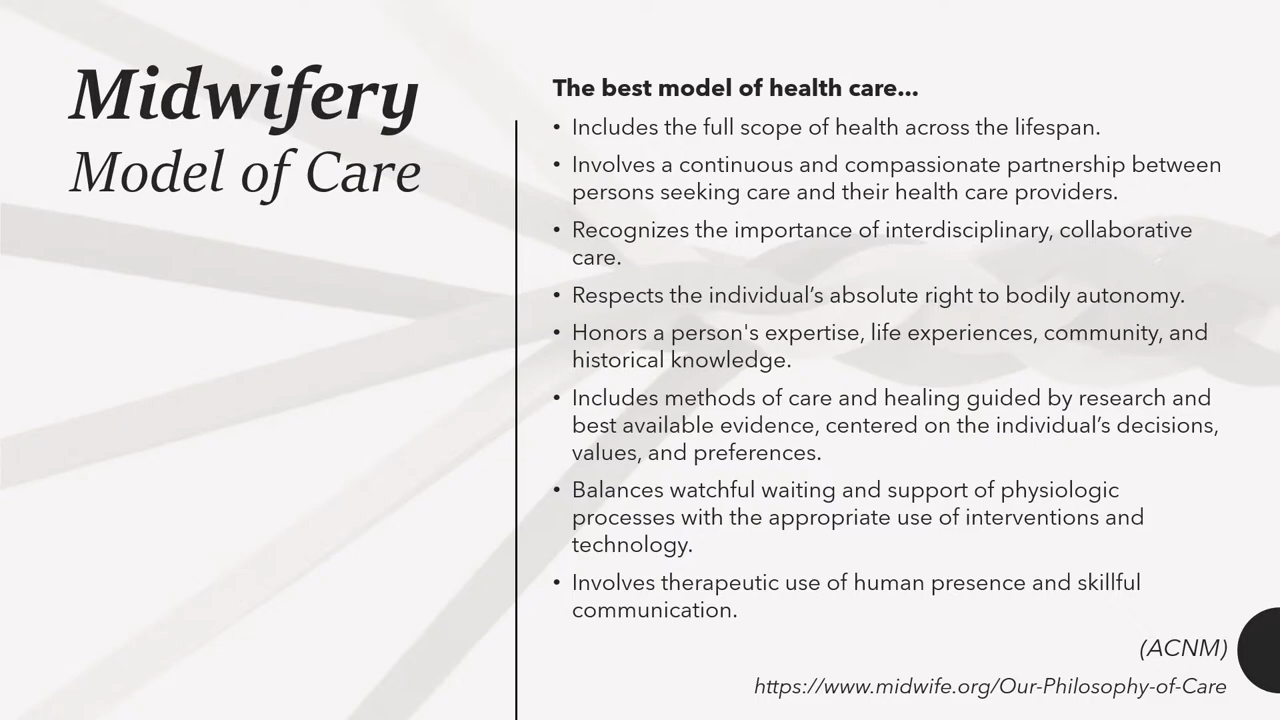 Midwifery
Model of Care
The best model of health care...
• Includes the full scope of health across the lifespan.
• Involves a continuous and compassionate partnership between
persons seeking care and their health care providers.
• Recognizes the importance of interdisciplinary, collaborative
care.
• Respects the individual’s absolute right to bodily autonomy.
• Honors a person's expertise, life experiences, community, and
historical knowledge.
• Includes methods of care and healing guided by research and
best available evidence, centered on the individual’s decisions,
values, and preferences.
• Balances watchful waiting and support of physiologic
processes with the appropriate use of interventions and
technology.
• Involves therapeutic use of human presence and skillful
communication.
(ACNM)
https://www.midwife.org/Our-Philosophy-of-Care